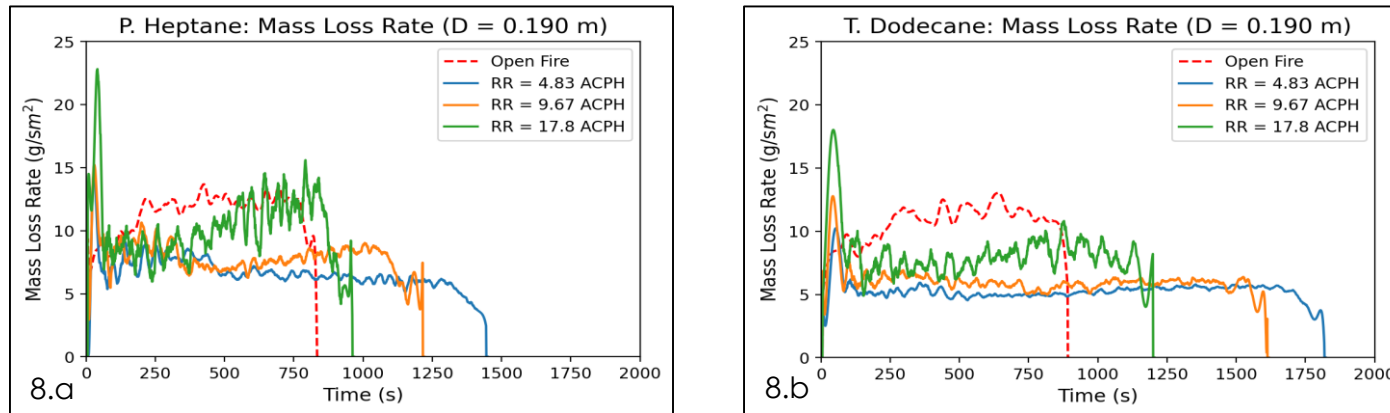 P. Heptane: Mass Loss Rate (D = 0.190 m)
25
20
15
10
5
0
Mass Loss Rate (g/sm²)
Open Fire
RR = 4.83 ACPH
RR = 9.67 ACPH
RR = 17.8 ACPH
0 250 500 750 1000 1250 1500 1750 2000
Time (s)
8.a
T. Dodecane: Mass Loss Rate (D = 0.190 m)
25
20
15
10
5
0
Mass Loss Rate (g/sm²)
Open Fire
RR = 4.83 ACPH
RR = 9.67 ACPH
RR = 17.8 ACPH
0 250 500 750 1000 1250 1500 1750 2000
Time (s)
8.b